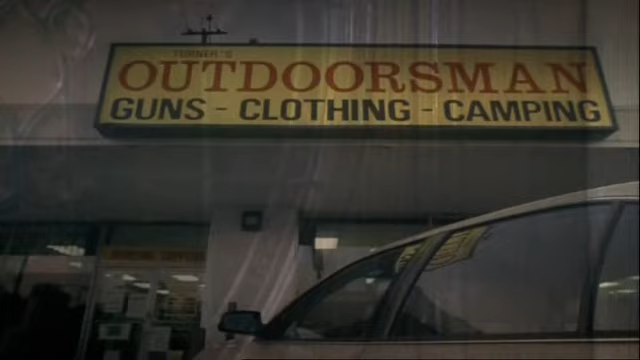 TURNER'S
OUTDOORSMAN
GUNS - CLOTHING - CAMPING